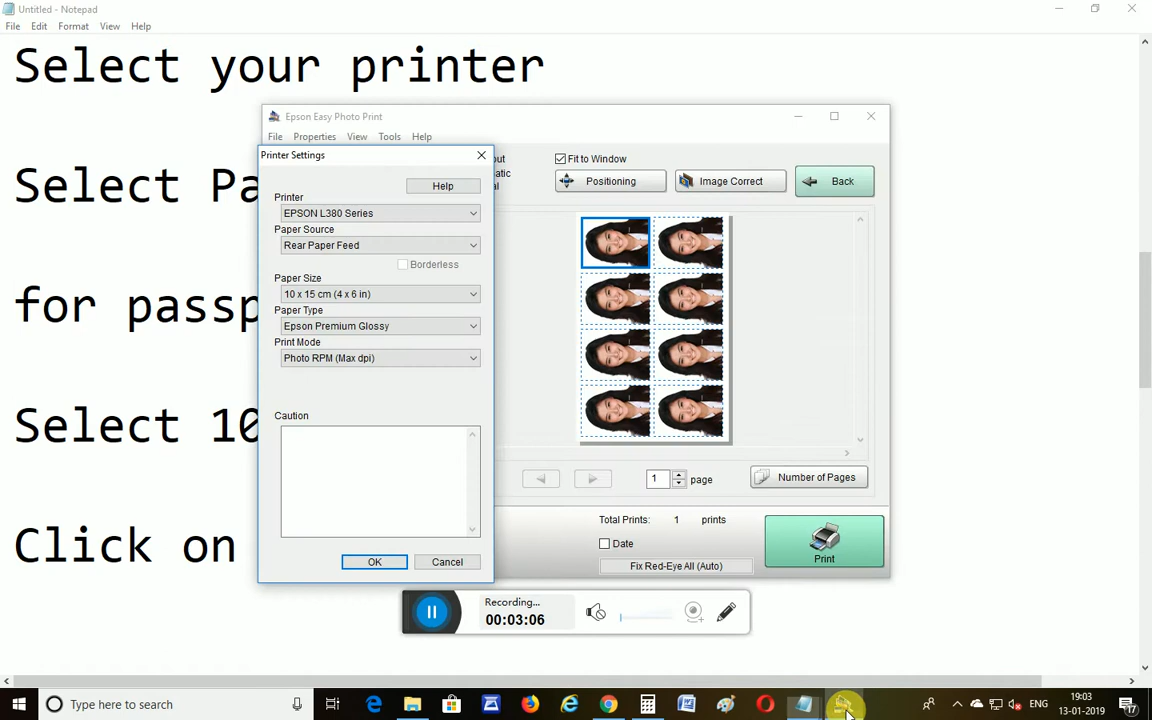 Untitled - Notepad
File Edit Format View Help
Select your printer
Select Pa
for passp
Select 10
Click on
Epson Easy Photo Print
File Properties View Tools Help
Fit to Window
Positioning
Image Correct
Back
Printer Settings
Help
Printer
EPSON L380 Series
Paper Source
Rear Paper Feed
Borderless
Paper Size
10 x 15 cm (4 x 6 in)
Paper Type
Epson Premium Glossy
Print Mode
Photo RPM (Max dpi)
Caution
OK
Cancel
1 page
Number of Pages
Total Prints: 1 prints
Date
Fix Red-Eye All (Auto)
Print
Recording...
00:03:06
Type here to search
ENG
19:03
13-01-2019
17